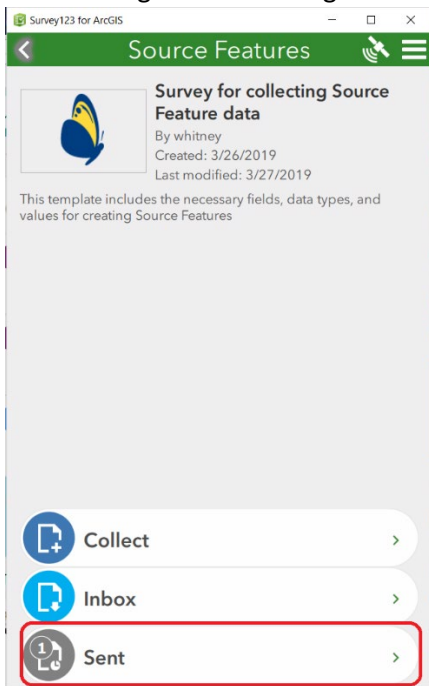 Survey123 for ArcGIS
Source Features
Survey for collecting Source
Feature data
By whitney
Created: 3/26/2019
Last modified: 3/27/2019
This template includes the necessary fields, data types, and
values for creating Source Features
Collect
Inbox
1
Sent